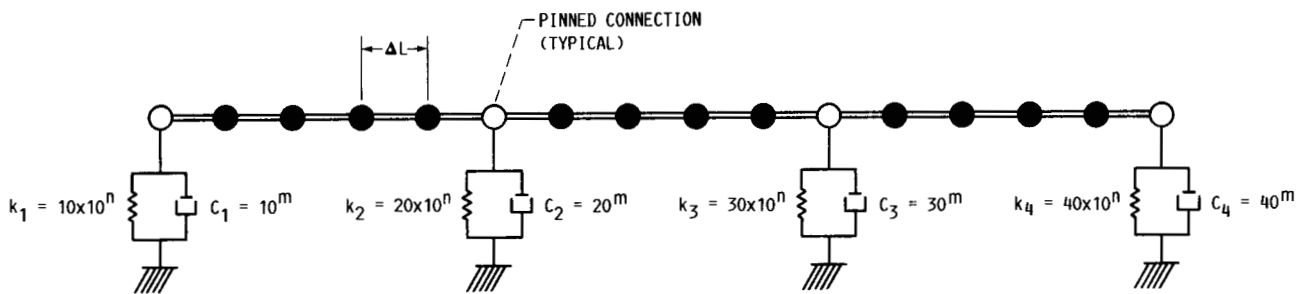 PINNED CONNECTION
(TYPICAL)
ΔL
k₁ = 10x10ⁿ
C₁ = 10ᵐ
k₂ = 20x10ⁿ
C₂ = 20ᵐ
k₃ = 30x10ⁿ
C₃ = 30ᵐ
k₄ = 40x10ⁿ
C₄ = 40ᵐ